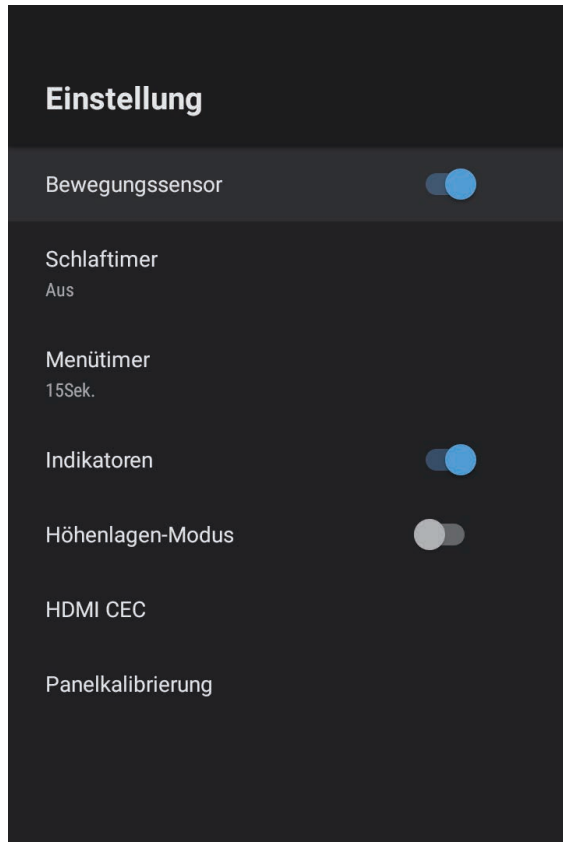 Einstellung
Bewegungssensor
Schlaftimer
Aus
Menütimer
15Sek.
Indikatoren
Höhenlagen-Modus
HDMI CEC
Panelkalibrierung